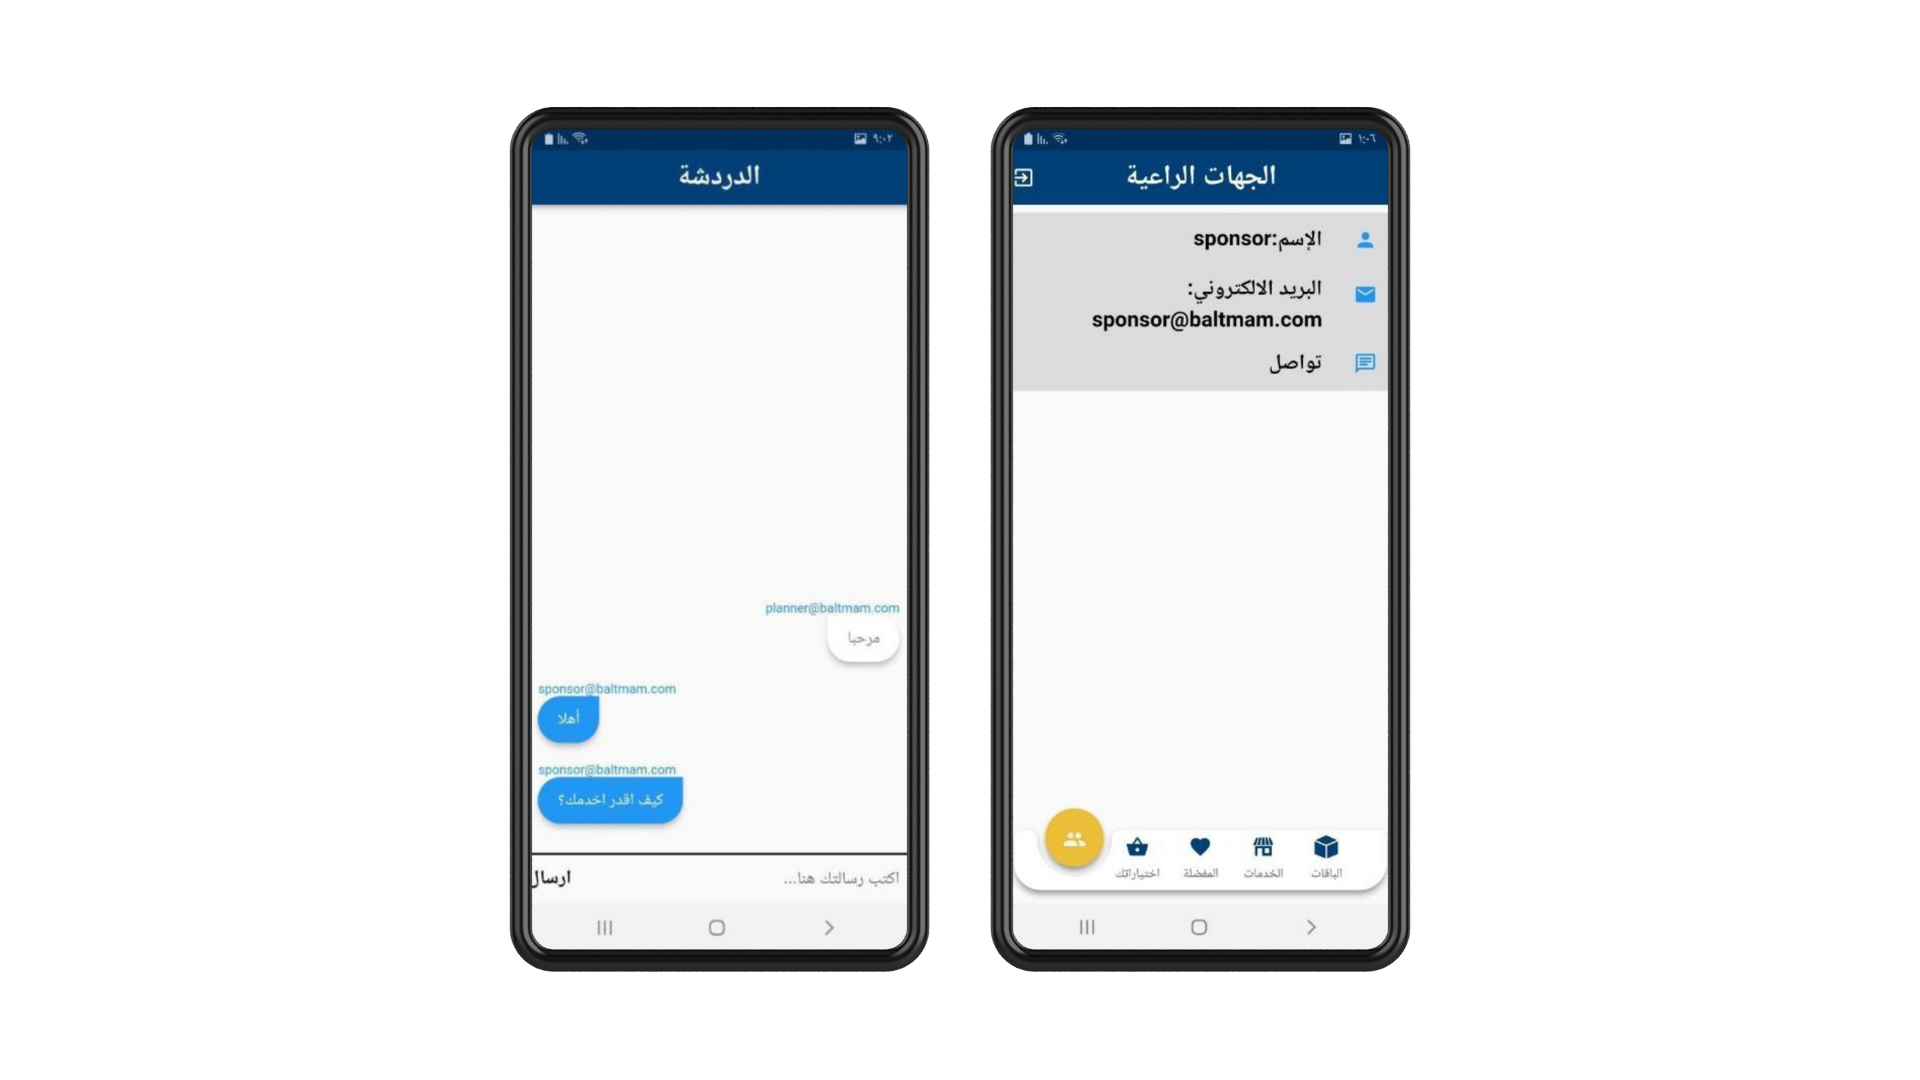 ٩:٠٢
الدردشة
planner@baltmam.com
مرحبا
sponsor@baltmam.com
أهلا
sponsor@baltmam.com
كيف اقدر اخدمك؟
اكتب رسالتك هنا...
ارسال
١:٠٦
الجهات الراعية
الإسم:sponsor
البريد الالكتروني:
sponsor@baltmam.com
تواصل
الباقات
الخدمات
المفضلة
اختياراتك